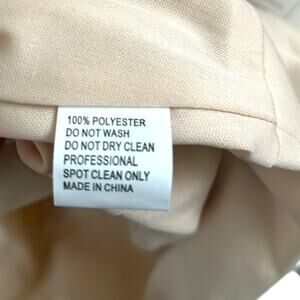 100% POLYESTER
DO NOT WASH
DO NOT DRY CLEAN
PROFESSIONAL
SPOT CLEAN ONLY
MADE IN CHINA